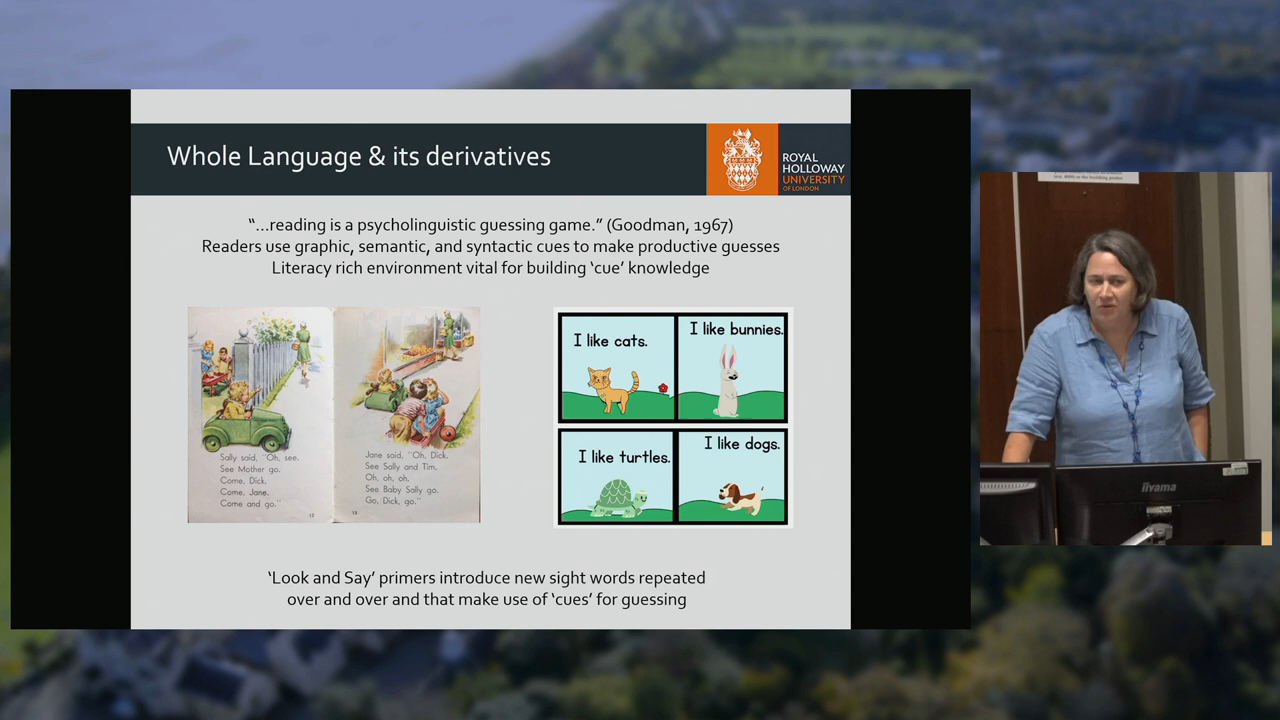 Whole Language & its derivatives
ROYAL
HOLLOWAY
UNIVERSITY
OF LONDON
“...reading is a psycholinguistic guessing game.” (Goodman, 1967)
Readers use graphic, semantic, and syntactic cues to make productive guesses
Literacy rich environment vital for building ‘cue’ knowledge
Sally said, "Oh, see.
See Mother go.
Come, Dick.
Come, Jane.
Come and go."
Jane said, "Oh, Dick.
See Sally and Tim.
Oh, oh, oh.
See Baby Sally go.
Go, Dick, go."
I like cats.
I like bunnies.
I like turtles.
I like dogs.
‘Look and Say’ primers introduce new sight words repeated
over and over and that make use of ‘cues’ for guessing
iiyama